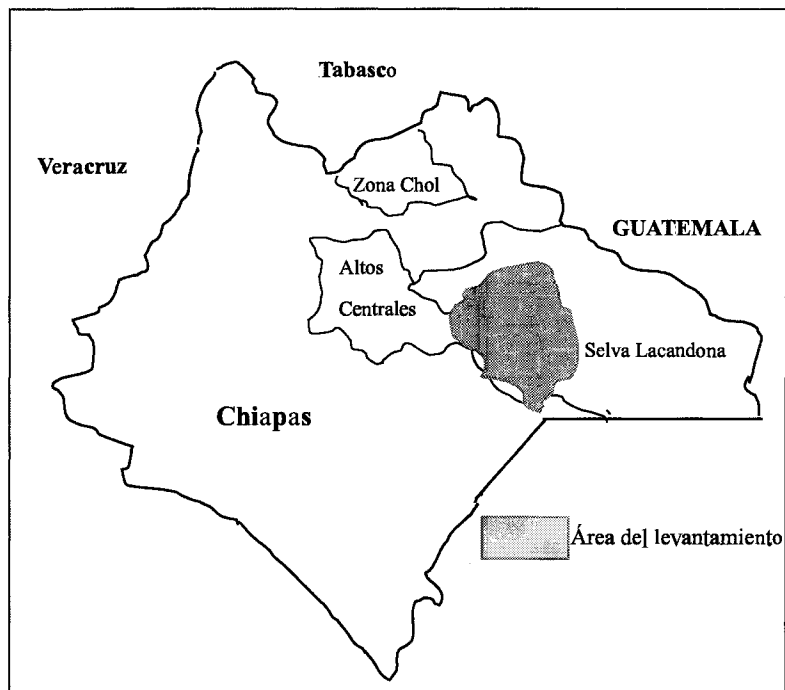 Tabasco
Veracruz
Zona Chol
GUATEMALA
Altos
Centrales
Selva Lacandona
Chiapas
Área del levantamiento